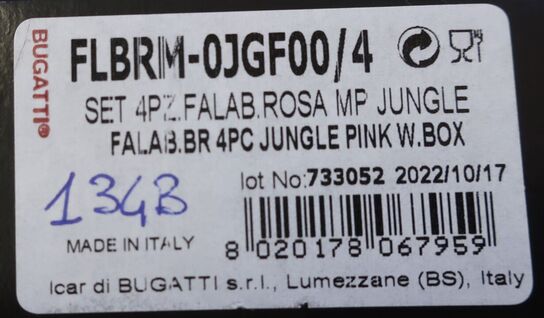 BUGATTI
FLBRM-0JGF00/4
SET 4PZ.FALAB.ROSA MP JUNGLE
FALAB.BR 4PC JUNGLE PINK W.BOX
lot No:733052 2022/10/17
134B
MADE IN ITALY
8 020178 067959
Icar di BUGATTI s.r.l., Lumezzane (BS), Italy